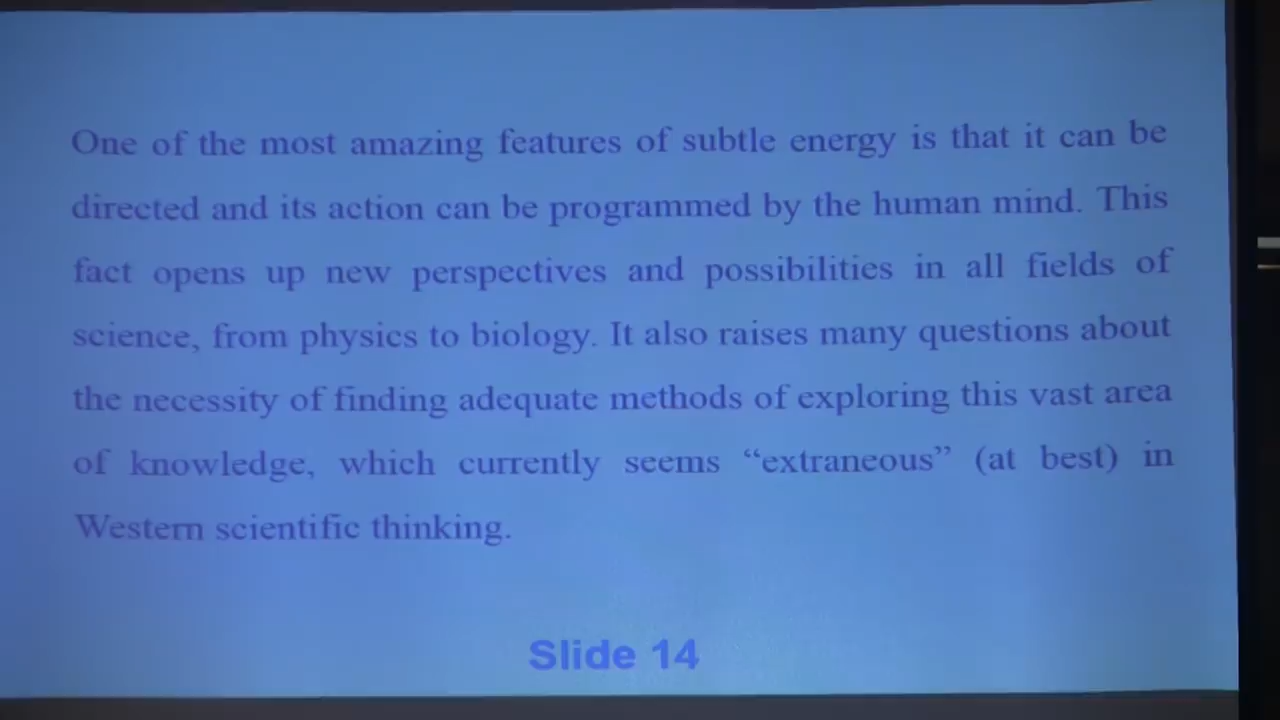 One of the most amazing features of subtle energy is that it can be
directed and its action can be programmed by the human mind. This
fact opens up new perspectives and possibilities in all fields of
science, from physics to biology. It also raises many questions about
the necessity of finding adequate methods of exploring this vast area
of knowledge, which currently seems “extraneous” (at best) in
Western scientific thinking.
Slide 14